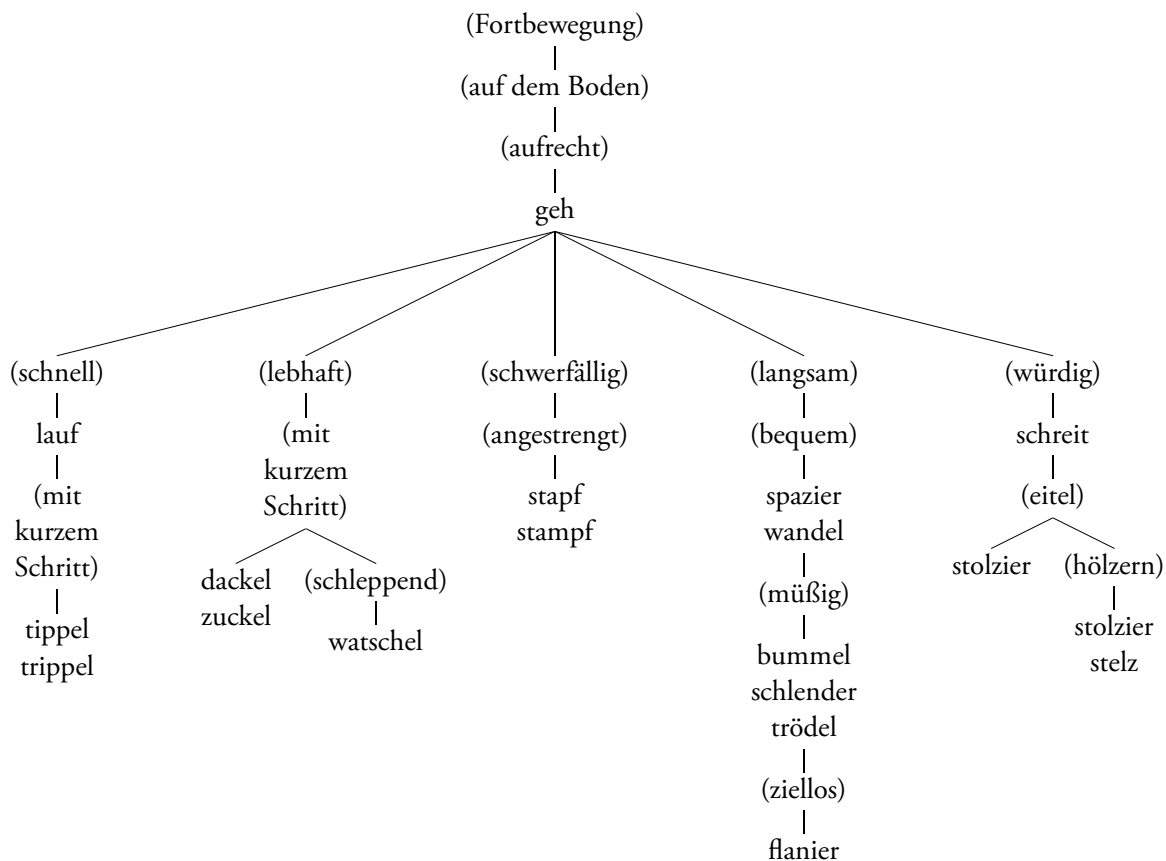 (Fortbewegung)
(auf dem Boden)
(aufrecht)
geh
(schnell)
lauf
(mit
kurzem
Schritt)
tippel
trippel
(lebhaft)
(mit
kurzem
Schritt)
dackel
zuckel
(schleppend)
watschel
(schwerfällig)
(angestrengt)
stapf
stampf
(langsam)
(bequem)
spazier
wandel
(müßig)
bummel
schlender
trödel
(ziellos)
flanier
(würdig)
schreit
(eitel)
stolzier
(hölzern)
stolzier
stelz